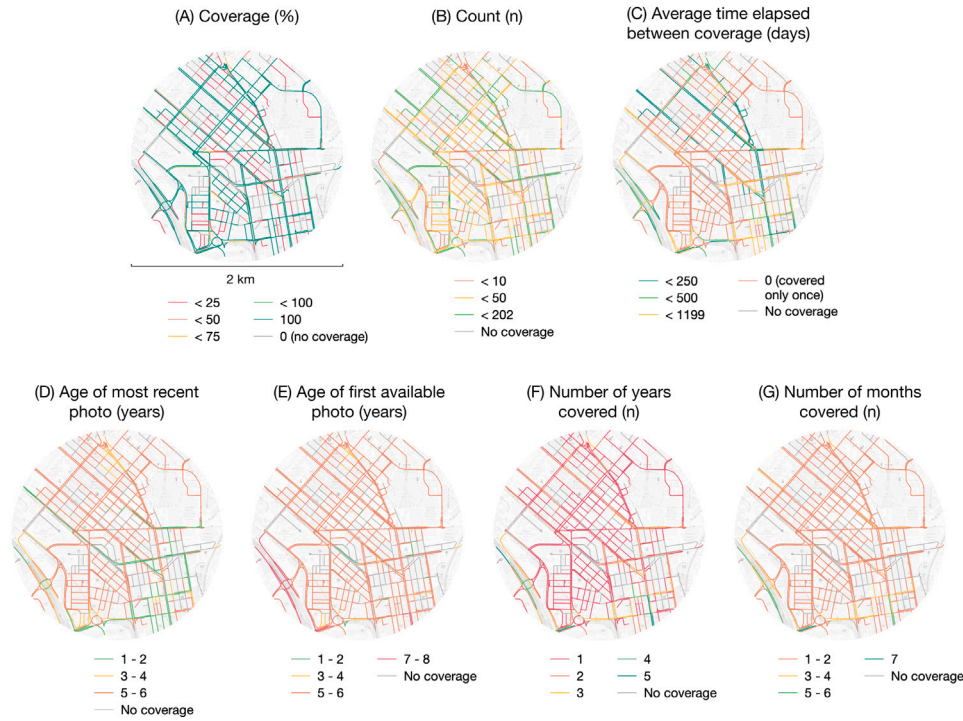 (A) Coverage (%)
(B) Count (n)
(C) Average time elapsed
between coverage (days)
2 km
< 25
< 50
< 75
< 100
100
0 (no coverage)
< 10
< 50
< 202
No coverage
< 250
< 500
< 1199
0 (covered
only once)
No coverage
(D) Age of most recent
photo (years)
(E) Age of first available
photo (years)
(F) Number of years
covered (n)
(G) Number of months
covered (n)
1 - 2
3 - 4
5 - 6
No coverage
1 - 2
3 - 4
5 - 6
7 - 8
No coverage
1
2
3
4
5
No coverage
1 - 2
3 - 4
5 - 6
7
No coverage